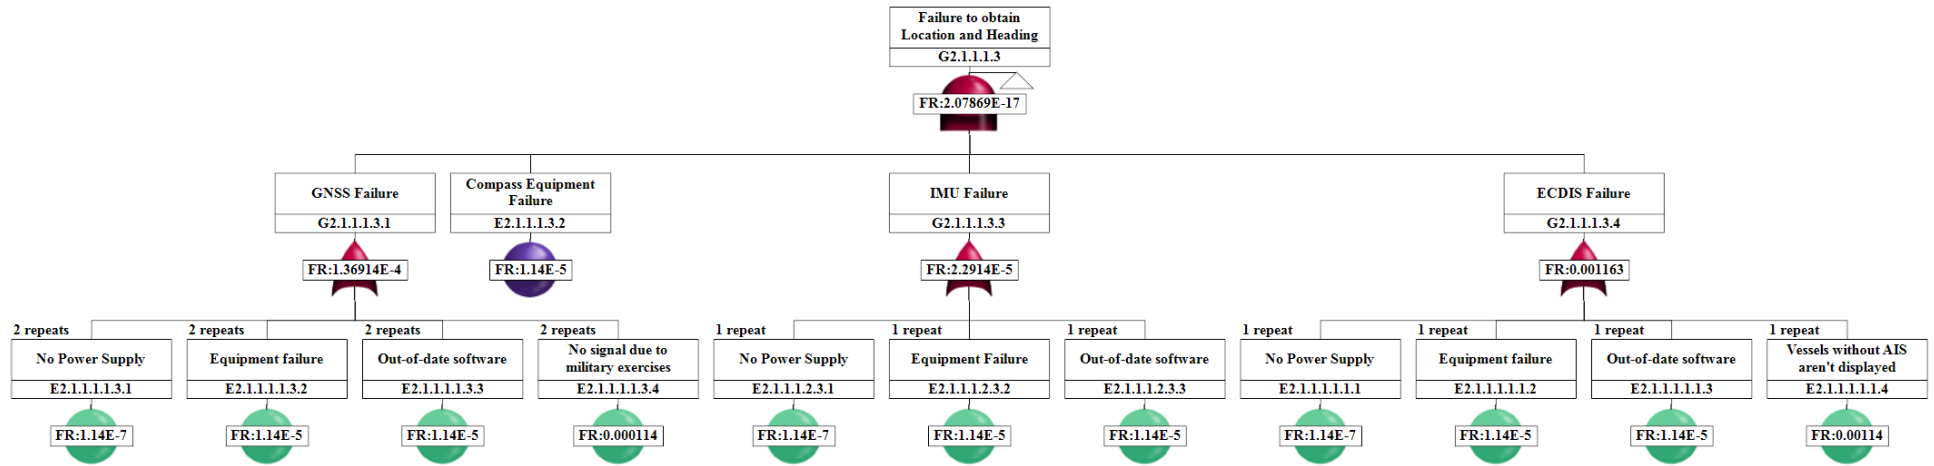 Failure to obtain
Location and Heading
G2.1.1.1.3
FR:2.07869E-17
GNSS Failure
G2.1.1.1.3.1
FR:1.36914E-4
Compass Equipment
Failure
E2.1.1.1.3.2
FR:1.14E-5
IMU Failure
G2.1.1.1.3.3
FR:2.2914E-5
ECDIS Failure
G2.1.1.1.3.4
FR:0.001163
2 repeats
No Power Supply
E2.1.1.1.1.3.1
FR:1.14E-7
2 repeats
Equipment failure
E2.1.1.1.1.3.2
FR:1.14E-5
2 repeats
Out-of-date software
E2.1.1.1.1.3.3
FR:1.14E-5
2 repeats
No signal due to
military exercises
E2.1.1.1.1.3.4
FR:0.000114
1 repeat
No Power Supply
E2.1.1.1.2.3.1
FR:1.14E-7
1 repeat
Equipment Failure
E2.1.1.1.2.3.2
FR:1.14E-5
1 repeat
Out-of-date software
E2.1.1.1.2.3.3
FR:1.14E-5
1 repeat
No Power Supply
E2.1.1.1.1.1.1
FR:1.14E-7
1 repeat
Equipment failure
E2.1.1.1.1.1.2
FR:1.14E-5
1 repeat
Out-of-date software
E2.1.1.1.1.1.3
FR:1.14E-5
1 repeat
Vessels without AIS
aren't displayed
E2.1.1.1.1.1.4
FR:0.00114